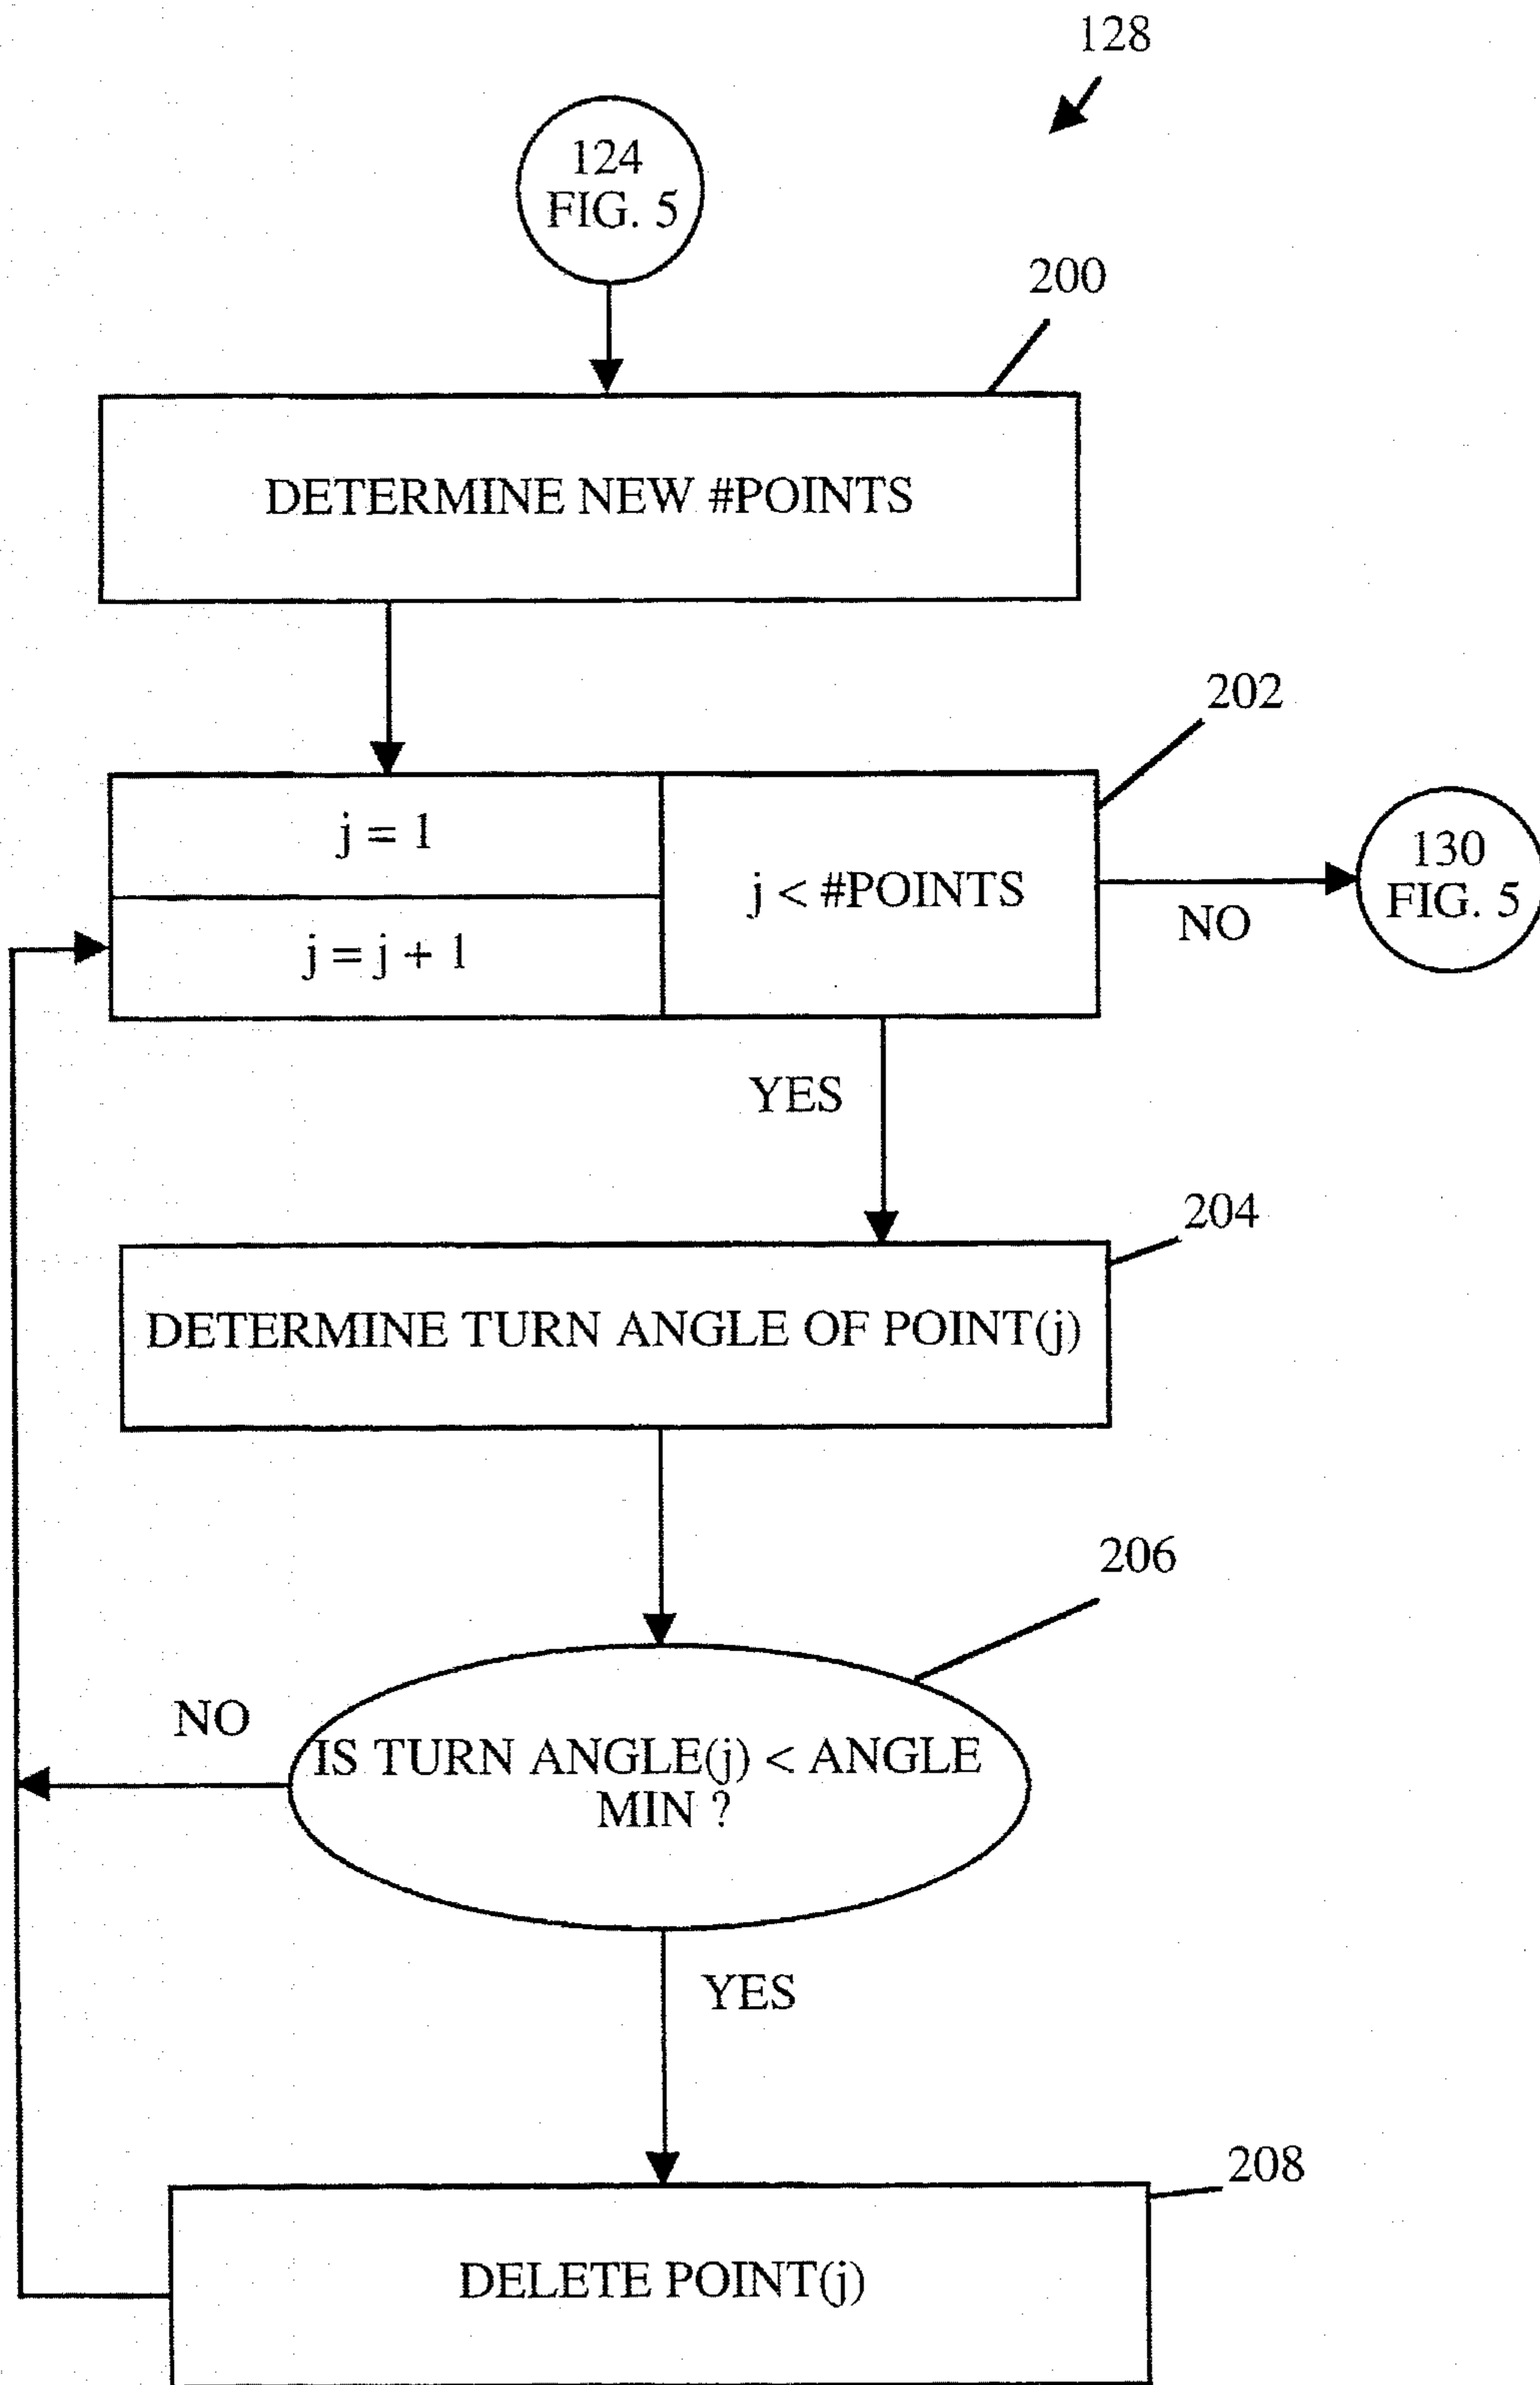 128
124
FIG. 5
200
DETERMINE NEW #POINTS
202
j = 1
j < #POINTS
j = j + 1
NO
130
FIG. 5
YES
204
DETERMINE TURN ANGLE OF POINT(j)
206
NO
IS TURN ANGLE(j) < ANGLE
MIN ?
YES
208
DELETE POINT(j)